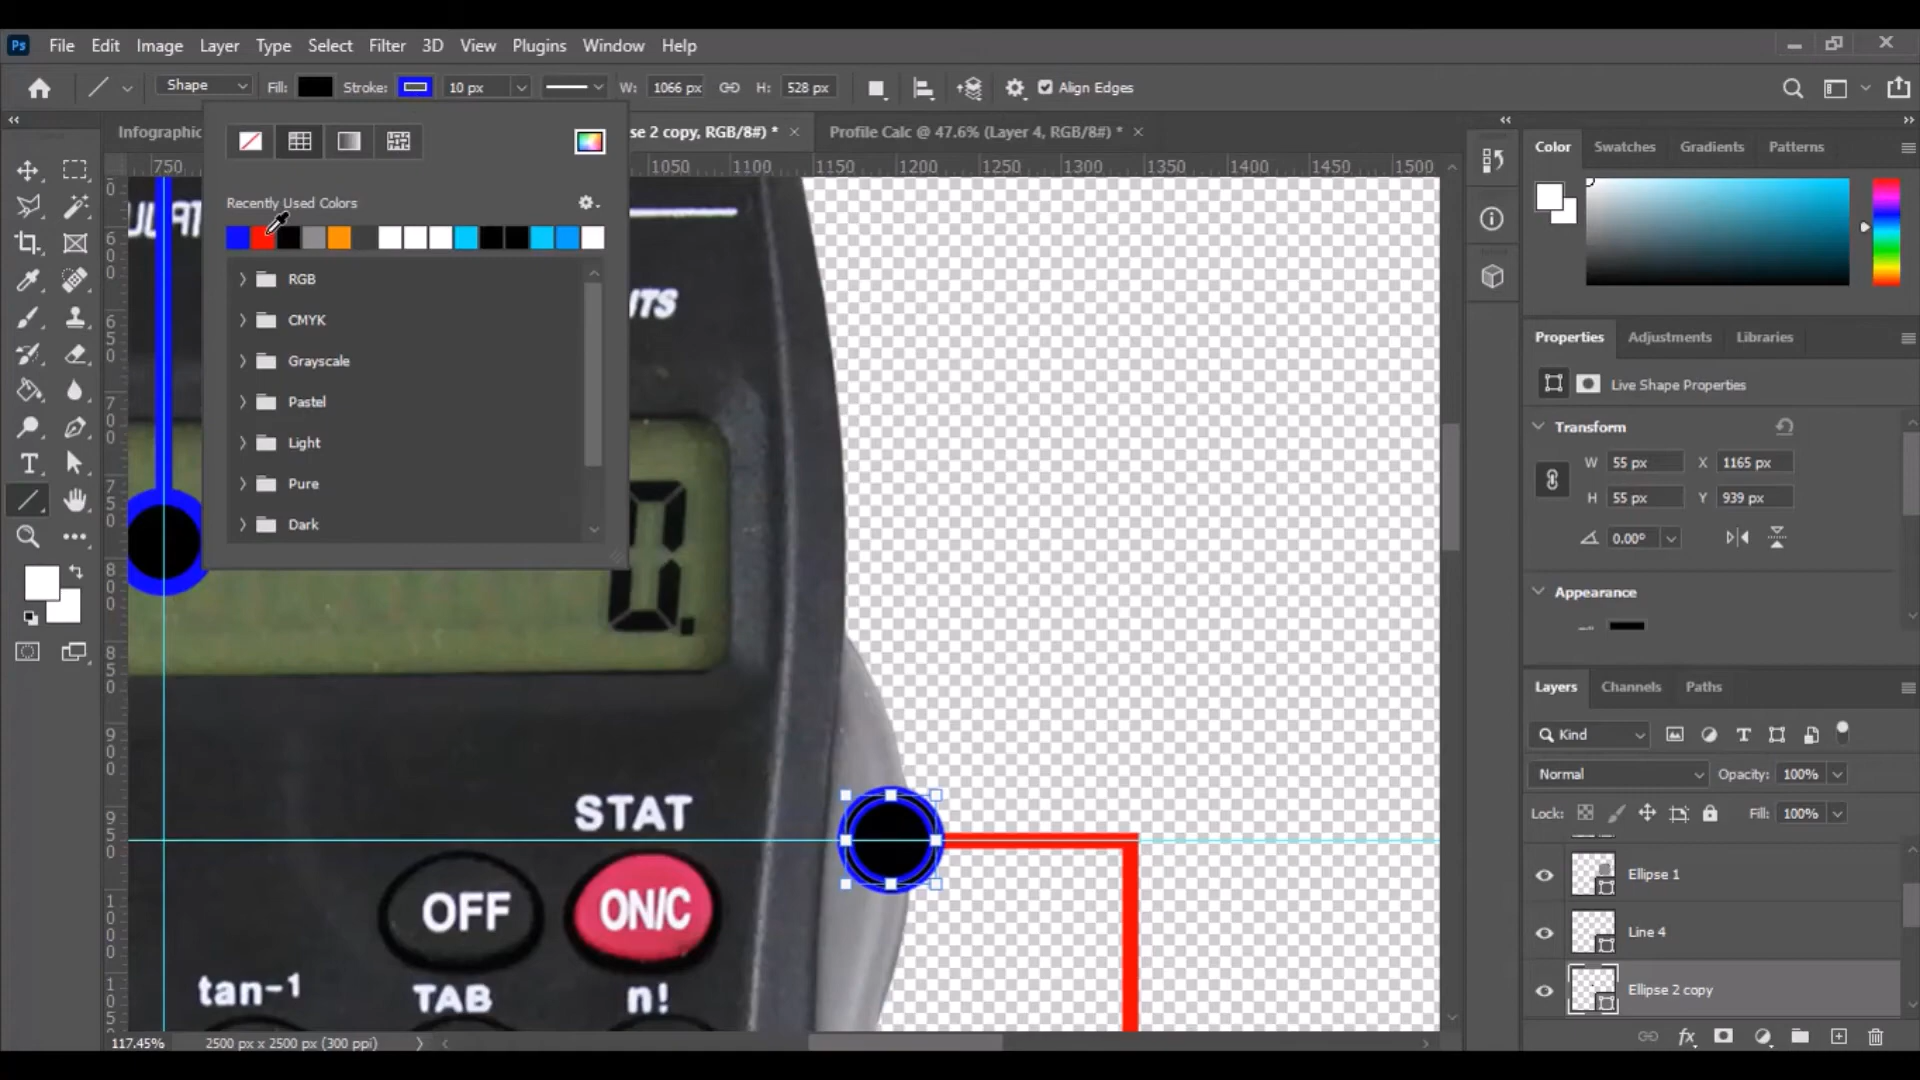 Ps File Edit Image Layer Type Select Filter 3D View Plugins Window Help
Shape Fill: Stroke: 10 px W: 1066 px H: 528 px Align Edges
Infographic se 2 copy, RGB/8#) * × Profile Calc @ 47.6% (Layer 4, RGB/8#) * ×
750 1050 1100 1150 1200 1250 1300 1350 1400 1450 1500
Recently Used Colors
RGB
CMYK
Grayscale
Pastel
Light
Pure
Dark
Color Swatches Gradients Patterns
Properties Adjustments Libraries
Live Shape Properties
Transform
W 55 px X 1165 px
H 55 px Y 939 px
0.00°
Appearance
Layers Channels Paths
Kind
Normal Opacity: 100%
Lock: Fill: 100%
Ellipse 1
Line 4
Ellipse 2 copy
0.
STAT
OFF ON/C
tan-1 TAB n!
117.45% 2500 px x 2500 px (300 ppi)